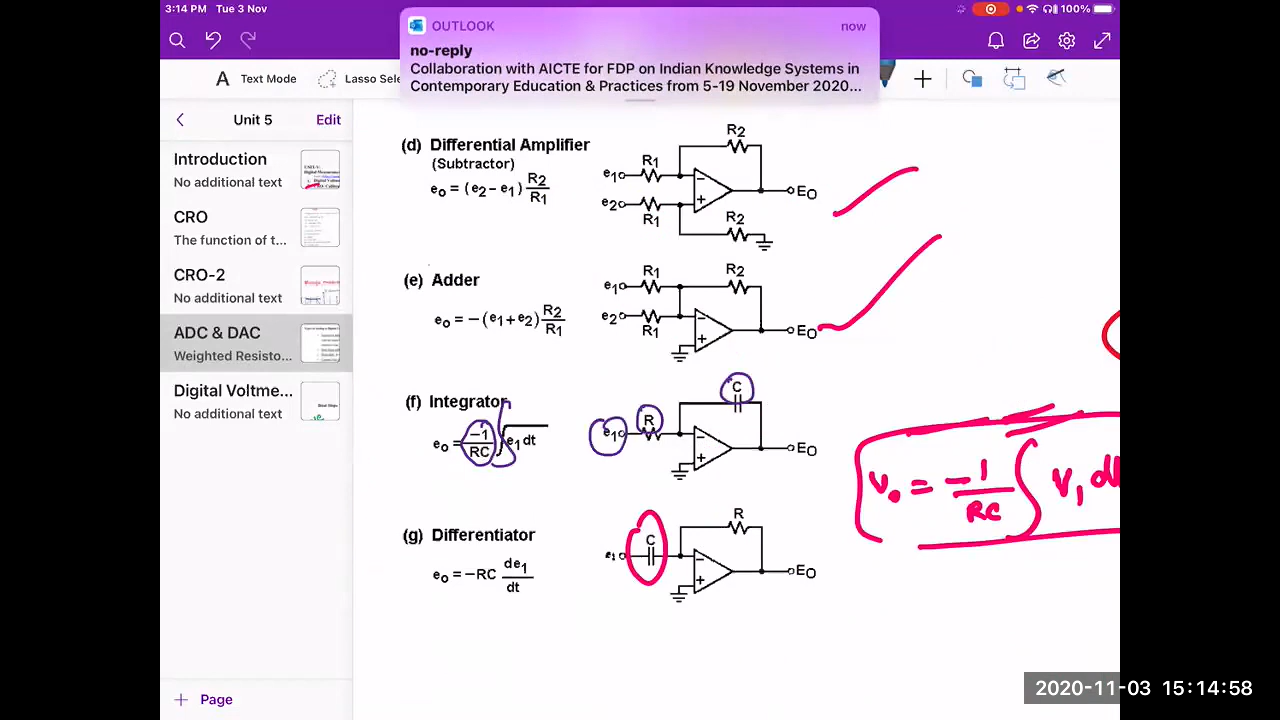 3:14 PM Tue 3 Nov
100%
OUTLOOK
now
no-reply
Collaboration with AICTE for FDP on Indian Knowledge Systems in
Contemporary Education & Practices from 5-19 November 2020...
A Text Mode
Lasso Sele
Unit 5
Edit
Introduction
No additional text
CRO
The function of t...
CRO-2
No additional text
ADC & DAC
Weighted Resisto...
Digital Voltme...
No additional text
+ Page
(d) Differential Amplifier
(Subtractor)
eo = (e2 – e1) R2/R1
R2
e1
R1
e2
R1
R2
− +
EO
(e) Adder
eo = –(e1 + e2) R2/R1
R1
R2
e1
e2
R1
− +
EO
(f) Integrator
eo = –1/RC ∫ e1 dt
C
R
e1
− +
EO
Vo = -1/RC ∫ V1 d
(g) Differentiator
eo = –RC de1/dt
R
C
e1
− +
EO
2020-11-03 15:14:58